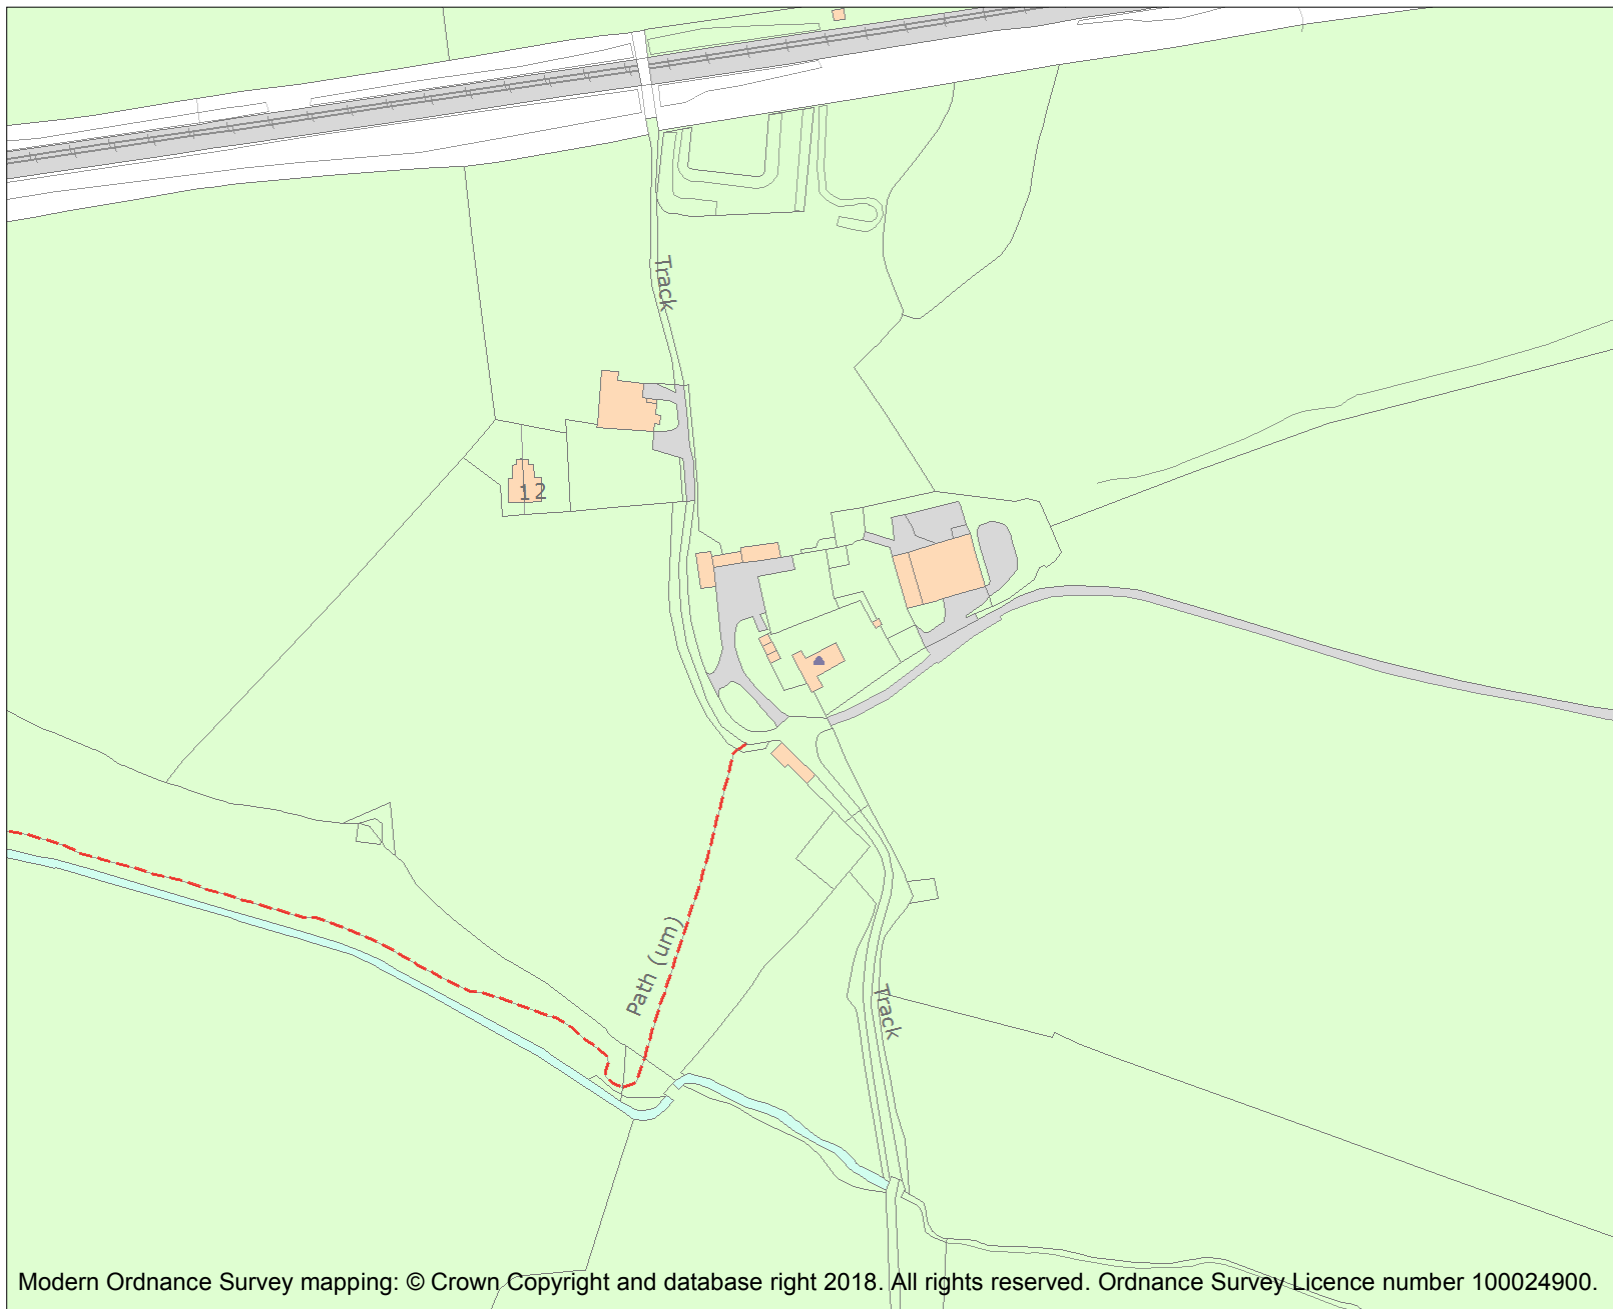 Track
12
Path (um)
Track
Modern Ordnance Survey mapping: © Crown Copyright and database right 2018. All rights reserved. Ordnance Survey Licence number 100024900.